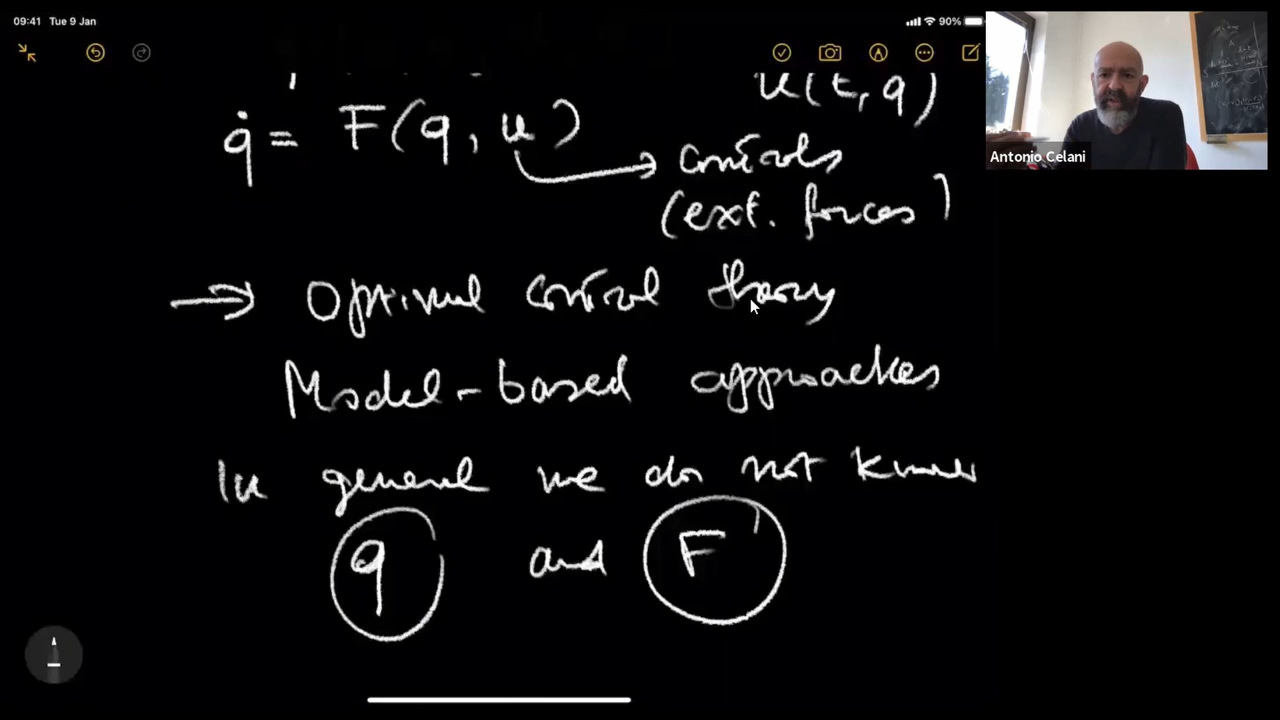 09:41 Tue 9 Jan
90%
u(t, q)
q̇ = F(q, u)
controls
(ext. forces)
→ Optimal control theory
Model-based approaches
In general we do not know
q and F
Antonio Celani